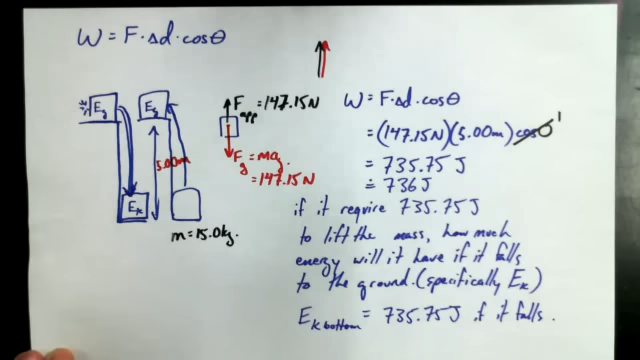 W = F·Δd·cosθ
Eg
Eg
5.00m
Ek
m = 15.0kg.
Fapp = 147.15N
Fg = mg
= 147.15N
W = F·Δd·cosθ
= (147.15N)(5.00m)cos0 1
= 735.75 J
≐ 736 J
if it require 735.75 J
to lift the mass, how much
energy will it have if it falls
to the ground. (specifically Ek)
Ek bottom = 735.75J if it falls.